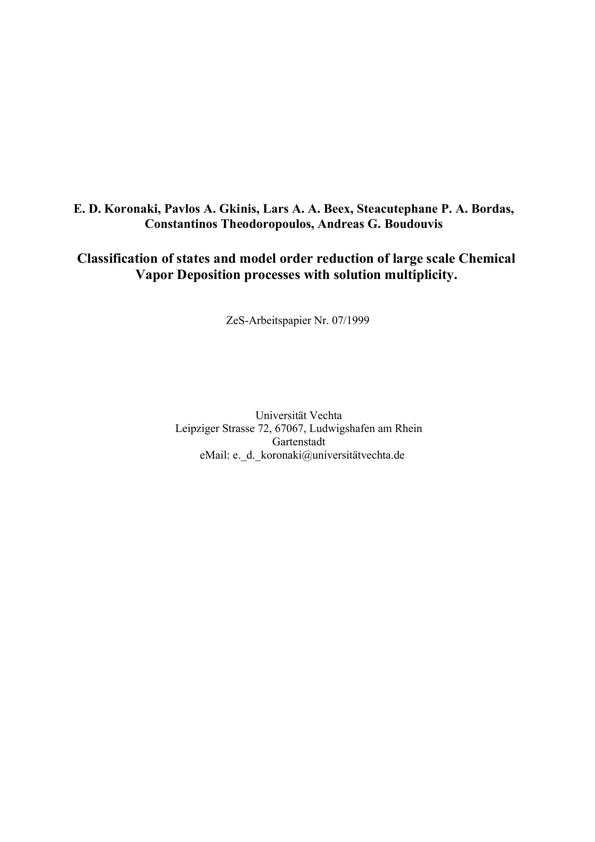 E. D. Koronaki, Pavlos A. Gkinis, Lars A. A. Beex, Steacutephane P. A. Bordas,
Constantinos Theodoropoulos, Andreas G. Boudouvis
Classification of states and model order reduction of large scale Chemical
Vapor Deposition processes with solution multiplicity.
ZeS-Arbeitspapier Nr. 07/1999
Universität Vechta
Leipziger Strasse 72, 67067, Ludwigshafen am Rhein
Gartenstadt
eMail: e._d._koronaki@universitätvechta.de